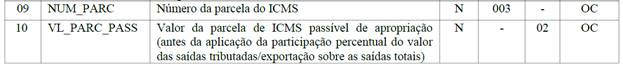 09 NUM_PARC Número da parcela do ICMS N 003 - OC
10 VL_PARC_PASS Valor da parcela de ICMS passível de apropriação N - 02 OC
(antes da aplicação da participação percentual do valor
das saídas tributadas/exportação sobre as saídas totais)